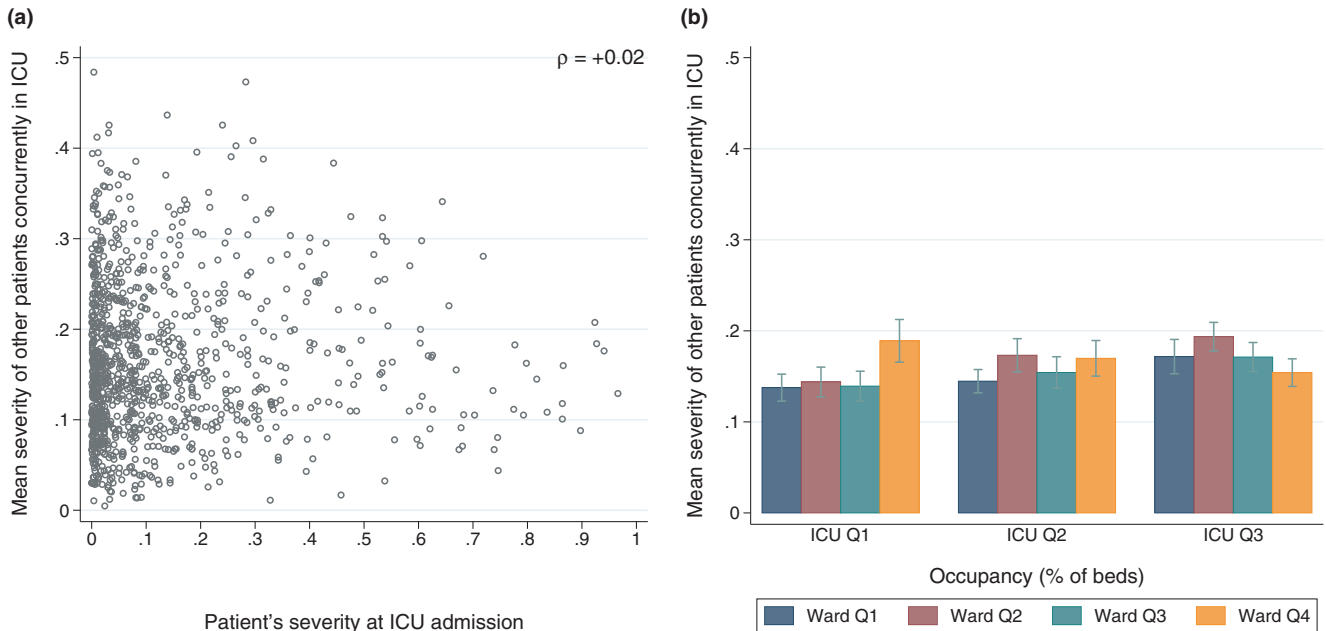 (a)
Mean severity of other patients concurrently in ICU
.5
.4
.3
.2
.1
0
ρ = +0.02
0 .1 .2 .3 .4 .5 .6 .7 .8 .9 1
Patient's severity at ICU admission
(b)
Mean severity of other patients concurrently in ICU
.5
.4
.3
.2
.1
0
ICU Q1 ICU Q2 ICU Q3
Occupancy (% of beds)
Ward Q1 Ward Q2 Ward Q3 Ward Q4